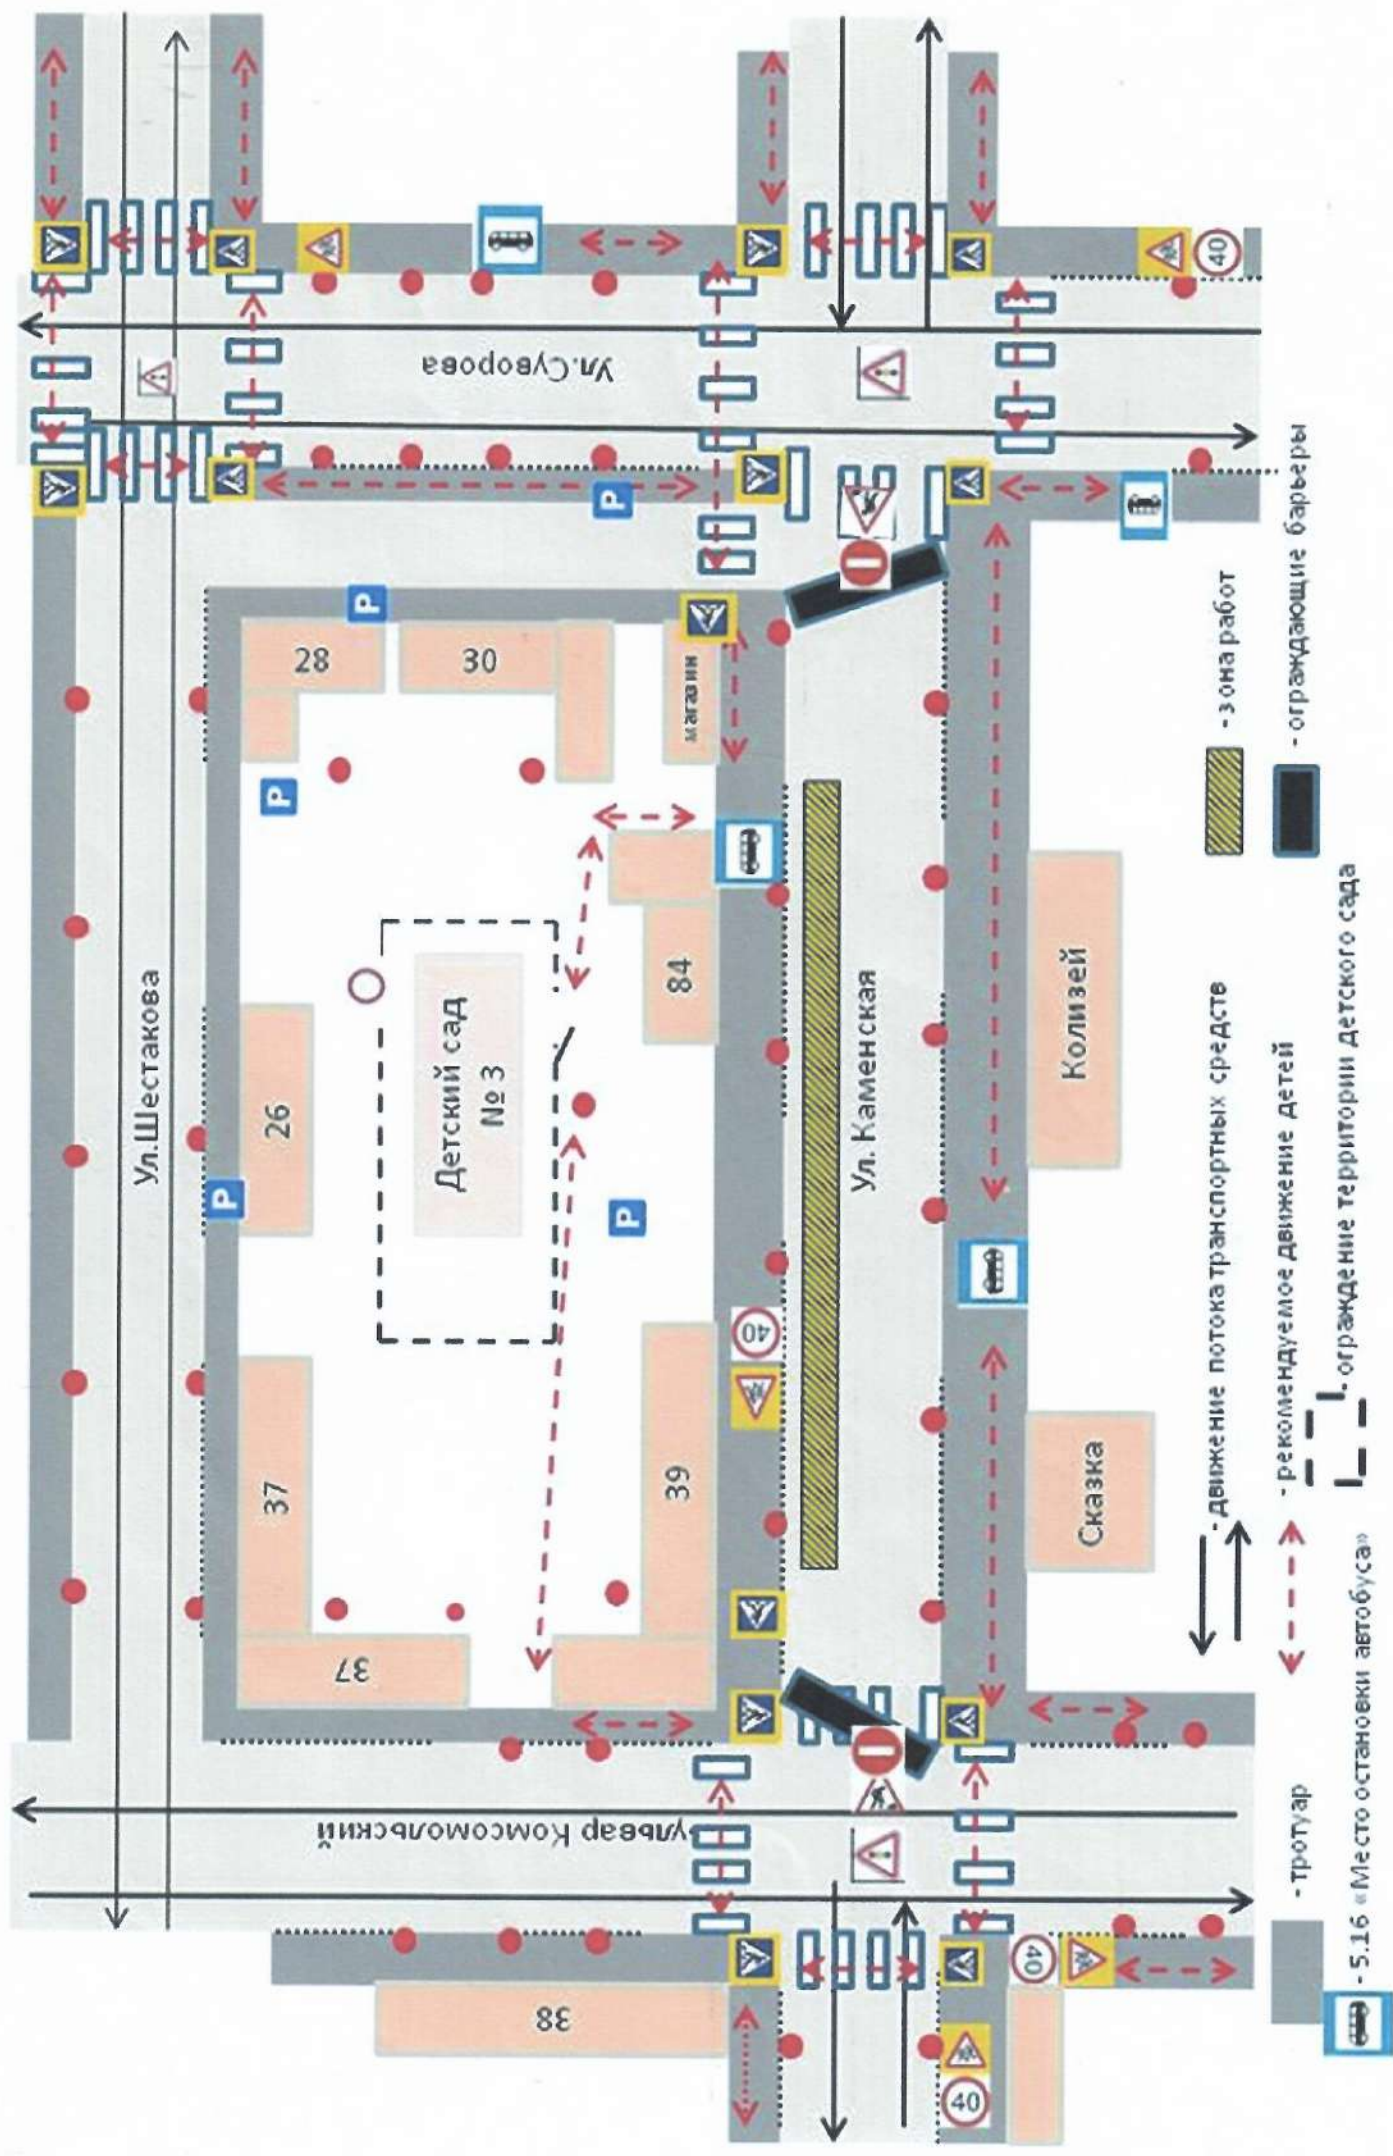 Ул.Шестакова
Ул.Суворова
ульвар Комсомольский
Ул. Каменская
Детский сад
№ 3
37
37
26
28
30
магазин
84
39
38
Сказка
Колизей
P
P
P
P
P
40
40
40
40
- движение потока транспортных средств
- зона работ
- рекомендуемое движение детей
- ограждающие барьеры
- тротуар
- ограждение территории детского сада
- 5.16 «Место остановки автобуса»